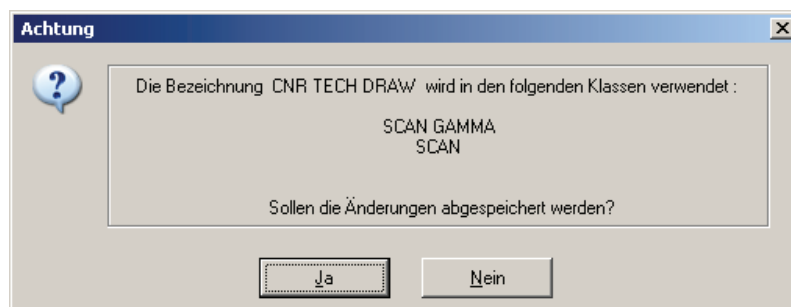 Achtung
Die Bezeichnung CNR TECH DRAW wird in den folgenden Klassen verwendet :
SCAN GAMMA
SCAN
Sollen die Änderungen abgespeichert werden?
Ja
Nein